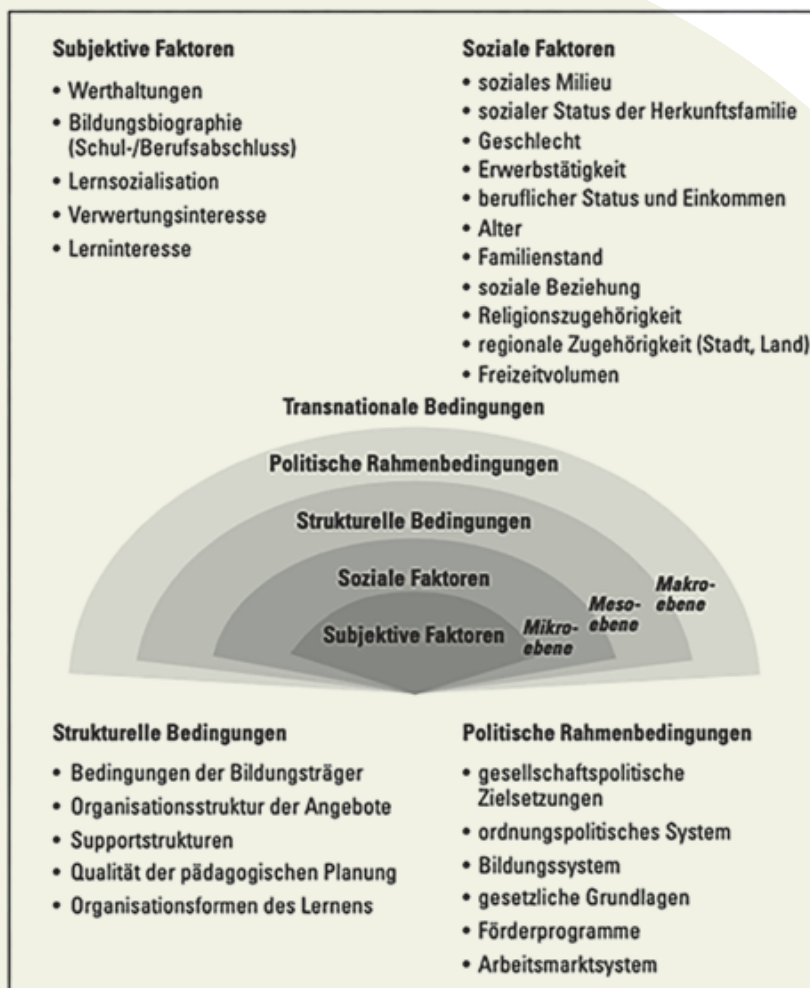 Subjektive Faktoren
• Werthaltungen
• Bildungsbiographie
(Schul-/Berufsabschluss)
• Lernsozialisation
• Verwertungsinteresse
• Lerninteresse
Soziale Faktoren
• soziales Milieu
• sozialer Status der Herkunftsfamilie
• Geschlecht
• Erwerbstätigkeit
• beruflicher Status und Einkommen
• Alter
• Familienstand
• soziale Beziehung
• Religionszugehörigkeit
• regionale Zugehörigkeit (Stadt, Land)
• Freizeitvolumen
Transnationale Bedingungen
Politische Rahmenbedingungen
Strukturelle Bedingungen
Soziale Faktoren
Subjektive Faktoren
Mikro-
ebene
Meso-
ebene
Makro-
ebene
Strukturelle Bedingungen
• Bedingungen der Bildungsträger
• Organisationsstruktur der Angebote
• Supportstrukturen
• Qualität der pädagogischen Planung
• Organisationsformen des Lernens
Politische Rahmenbedingungen
• gesellschaftspolitische
Zielsetzungen
• ordnungspolitisches System
• Bildungssystem
• gesetzliche Grundlagen
• Förderprogramme
• Arbeitsmarktsystem